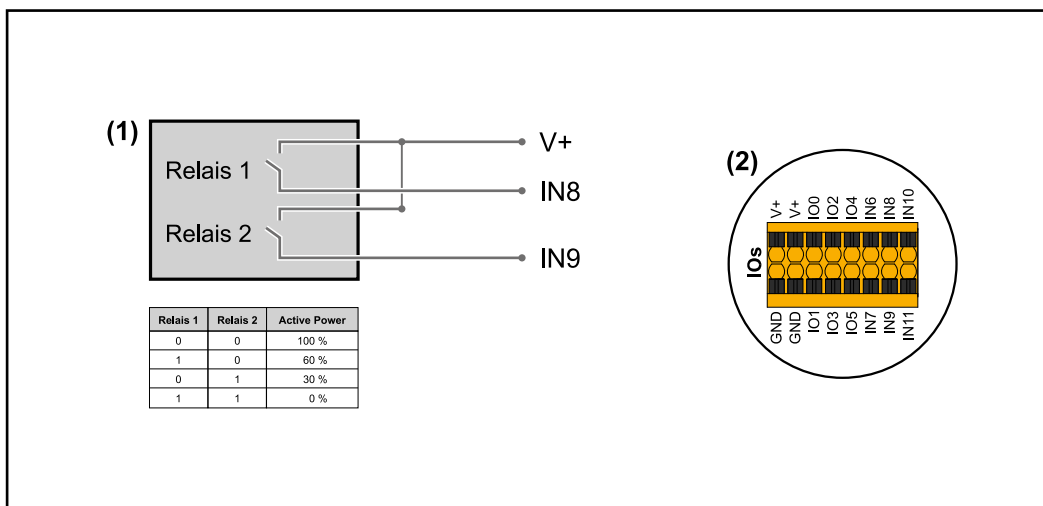 (1)
Relais 1
Relais 2
V+
IN8
IN9
Relais 1 Relais 2 Active Power
0 0 100 %
1 0 60 %
0 1 30 %
1 1 0 %
(2)
V+ V+ IO0 IO2 IO4 IN6 IN8 IN10
IOs
GND GND IO1 IO3 IO5 IN7 IN9 IN11